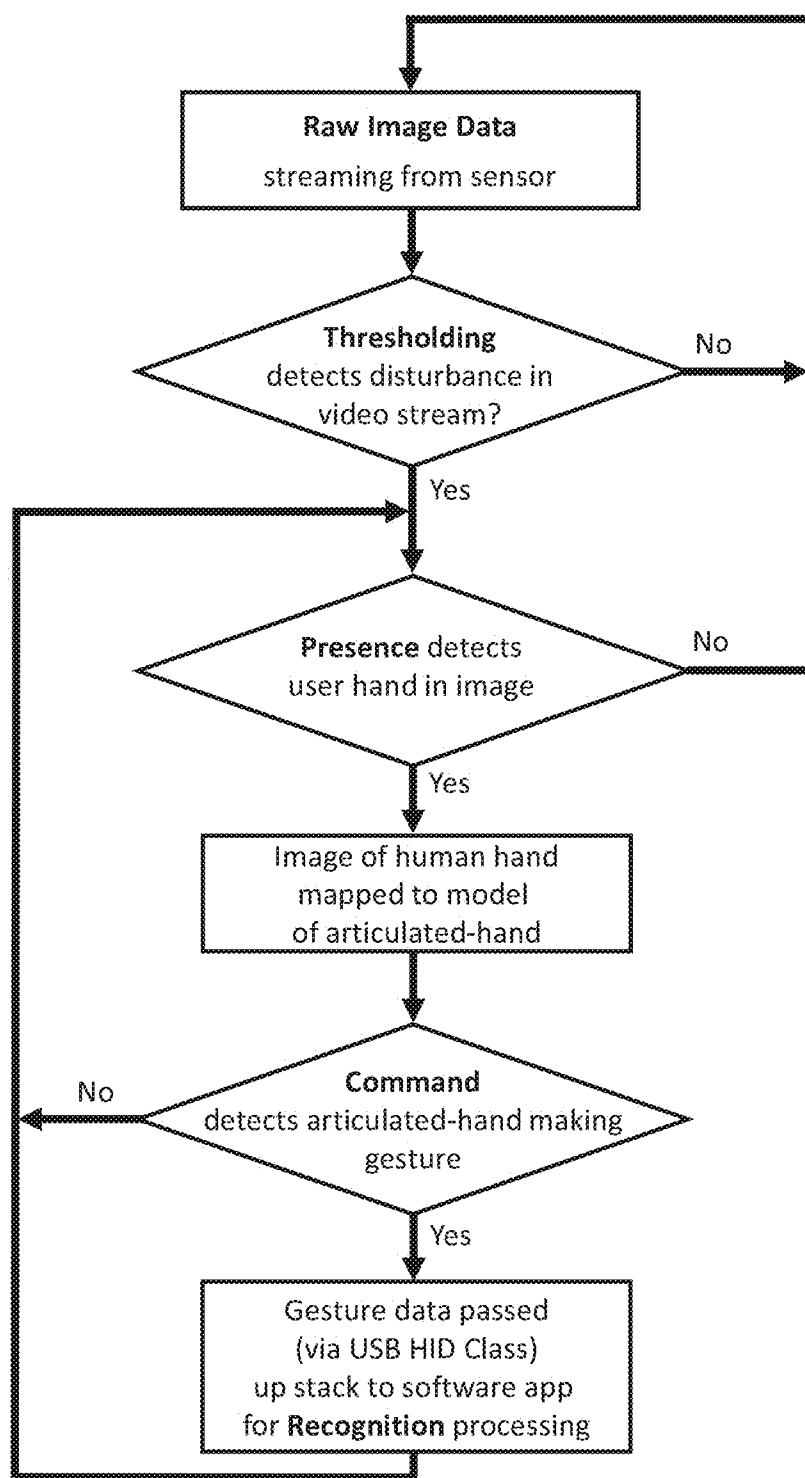 Raw Image Data
streaming from sensor
Thresholding
detects disturbance in
video stream?
No
Yes
Presence detects
user hand in image
No
Yes
Image of human hand
mapped to model
of articulated-hand
Command
detects articulated-hand making
gesture
No
Yes
Gesture data passed
(via USB HID Class)
up stack to software app
for Recognition processing